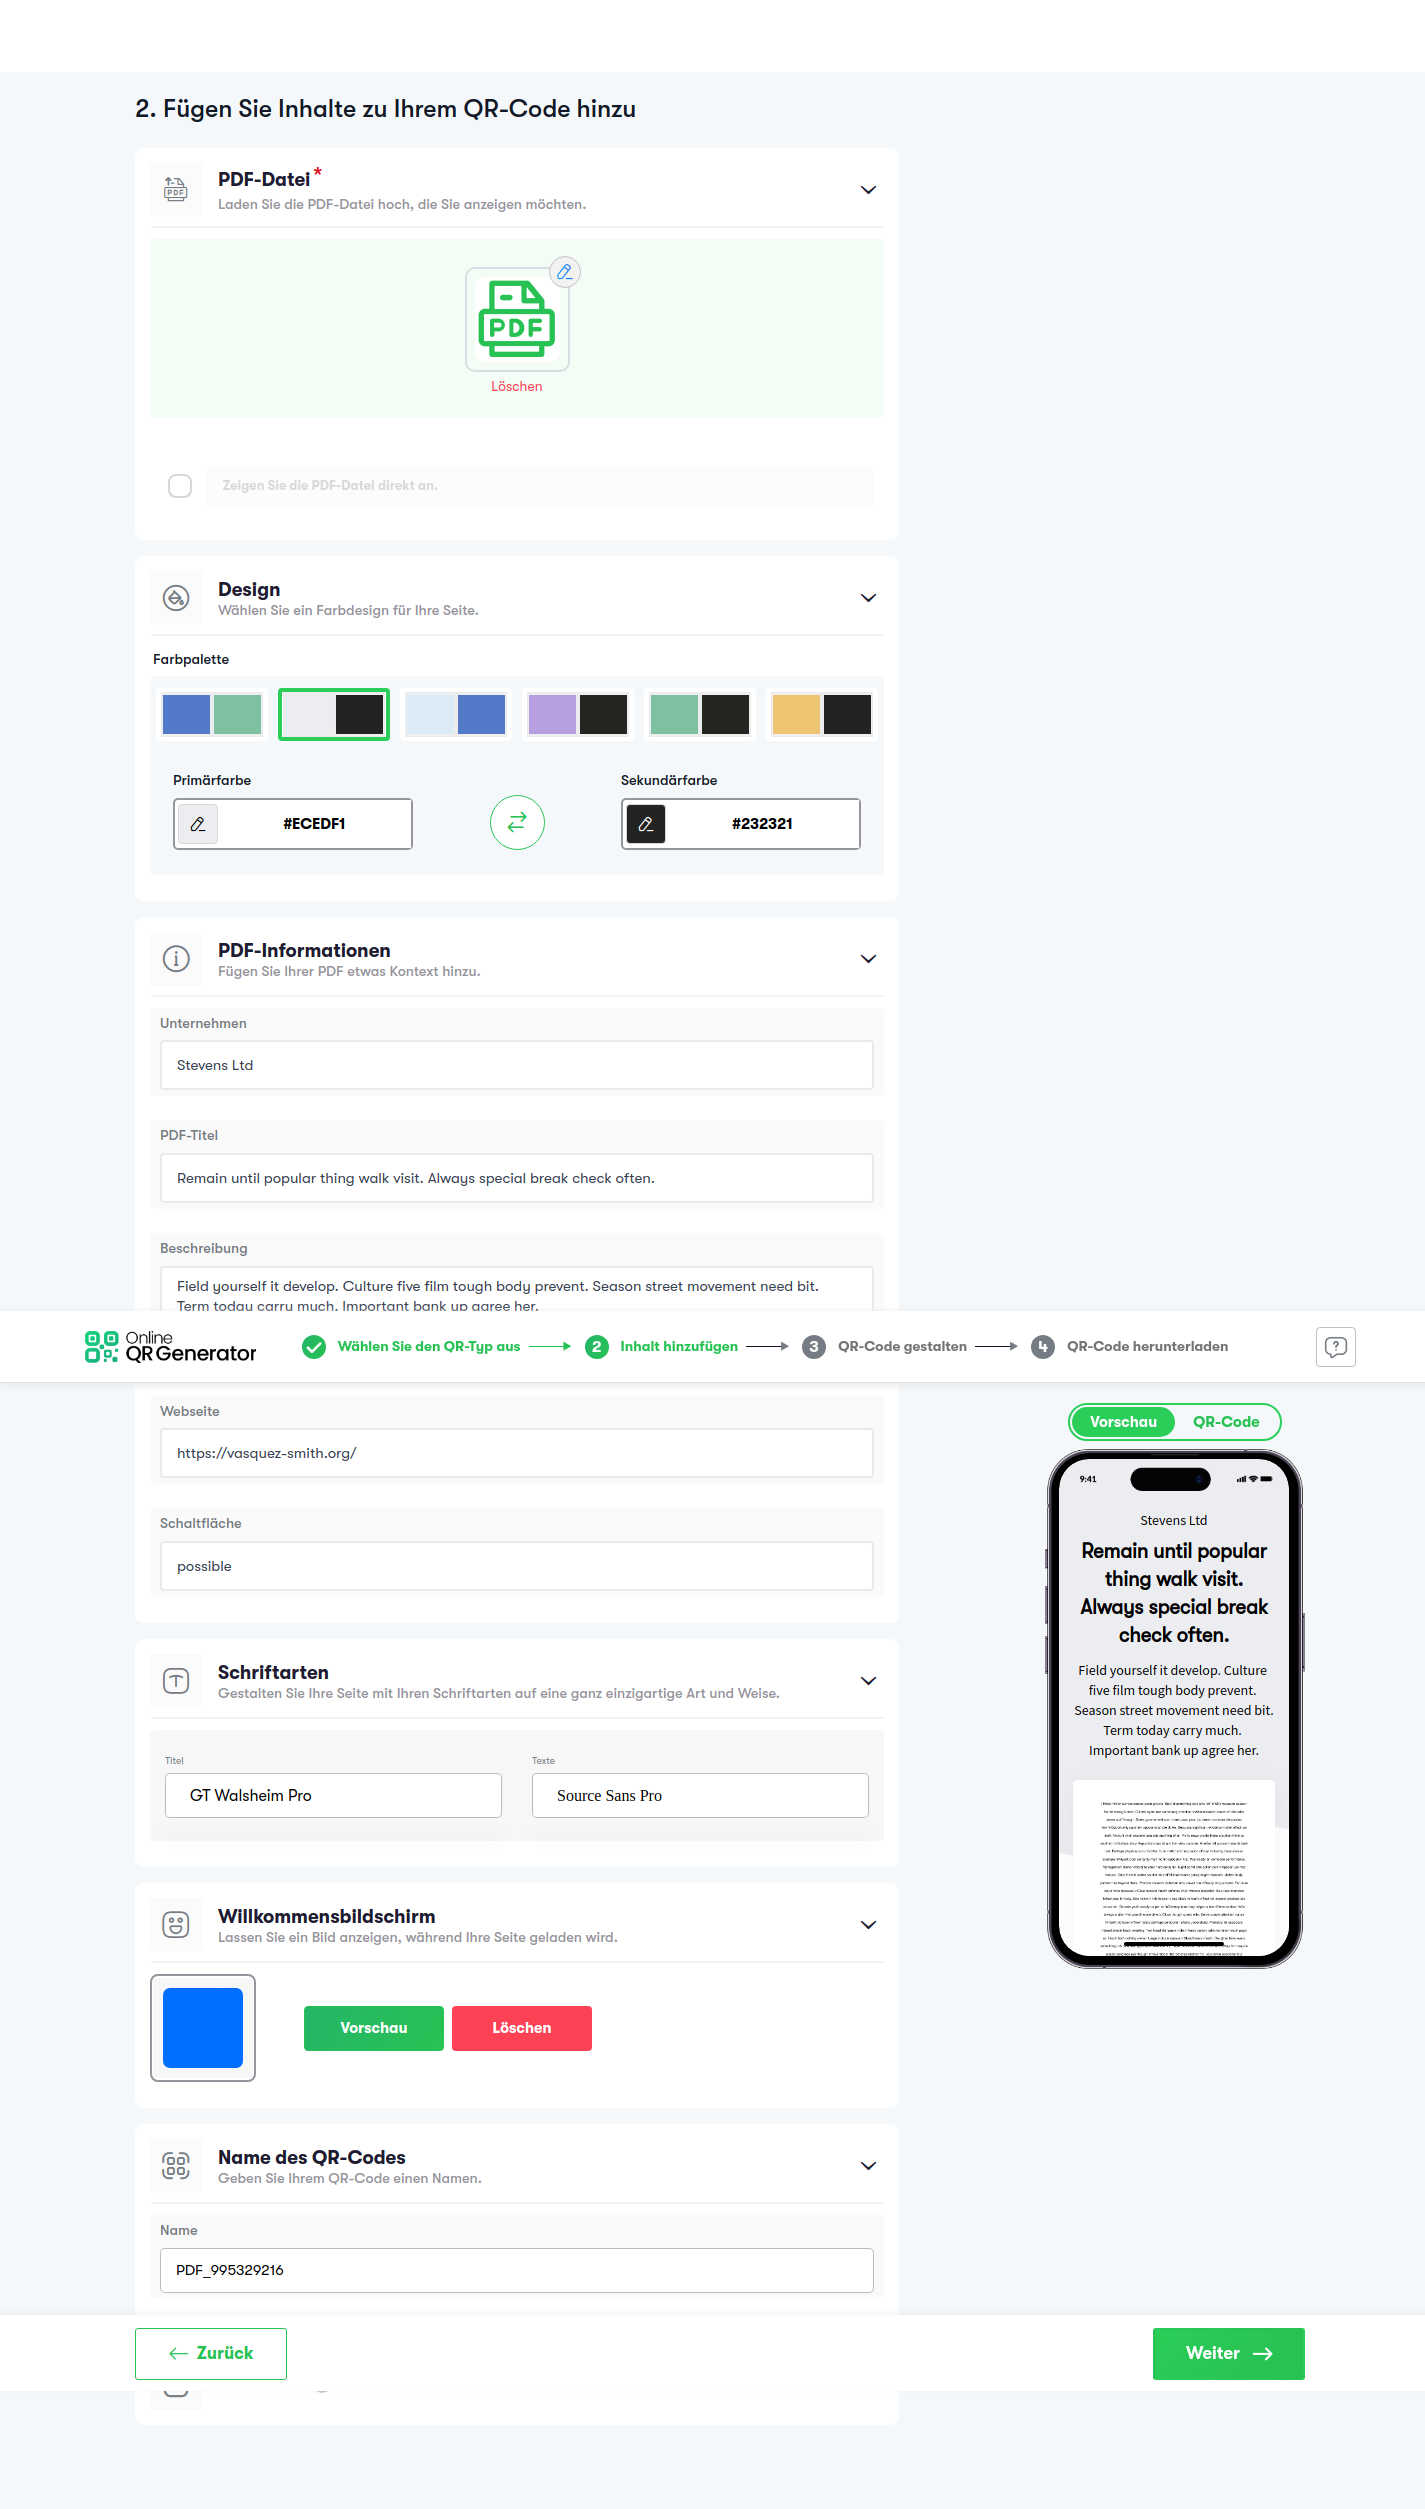 2. Fügen Sie Inhalte zu Ihrem QR-Code hinzu
PDF-Datei*
Laden Sie die PDF-Datei hoch, die Sie anzeigen möchten.
PDF
Löschen
Zeigen Sie die PDF-Datei direkt an.
Design
Wählen Sie ein Farbdesign für Ihre Seite.
Farbpalette
Primärfarbe
Sekundärfarbe
#ECEDF1
#232321
PDF-Informationen
Fügen Sie Ihrer PDF etwas Kontext hinzu.
Unternehmen
Stevens Ltd
PDF-Titel
Remain until popular thing walk visit. Always special break check often.
Beschreibung
Field yourself it develop. Culture five film tough body prevent. Season street movement need bit.
Term today carry much. Important bank up agree her.
Online
QR Generator
Wählen Sie den QR-Typ aus
2 Inhalt hinzufügen
3 QR-Code gestalten
4 QR-Code herunterladen
Webseite
https://vasquez-smith.org/
Schaltfläche
possible
Schriftarten
Gestalten Sie Ihre Seite mit Ihren Schriftarten auf eine ganz einzigartige Art und Weise.
Titel
Texte
GT Walsheim Pro
Source Sans Pro
Willkommensbildschirm
Lassen Sie ein Bild anzeigen, während Ihre Seite geladen wird.
Vorschau
Löschen
Name des QR-Codes
Geben Sie Ihrem QR-Code einen Namen.
Name
PDF_995329216
Zurück
Weiter
Vorschau
QR-Code
9:41
Stevens Ltd
Remain until popular
thing walk visit.
Always special break
check often.
Field yourself it develop. Culture
five film tough body prevent.
Season street movement need bit.
Term today carry much.
Important bank up agree her.